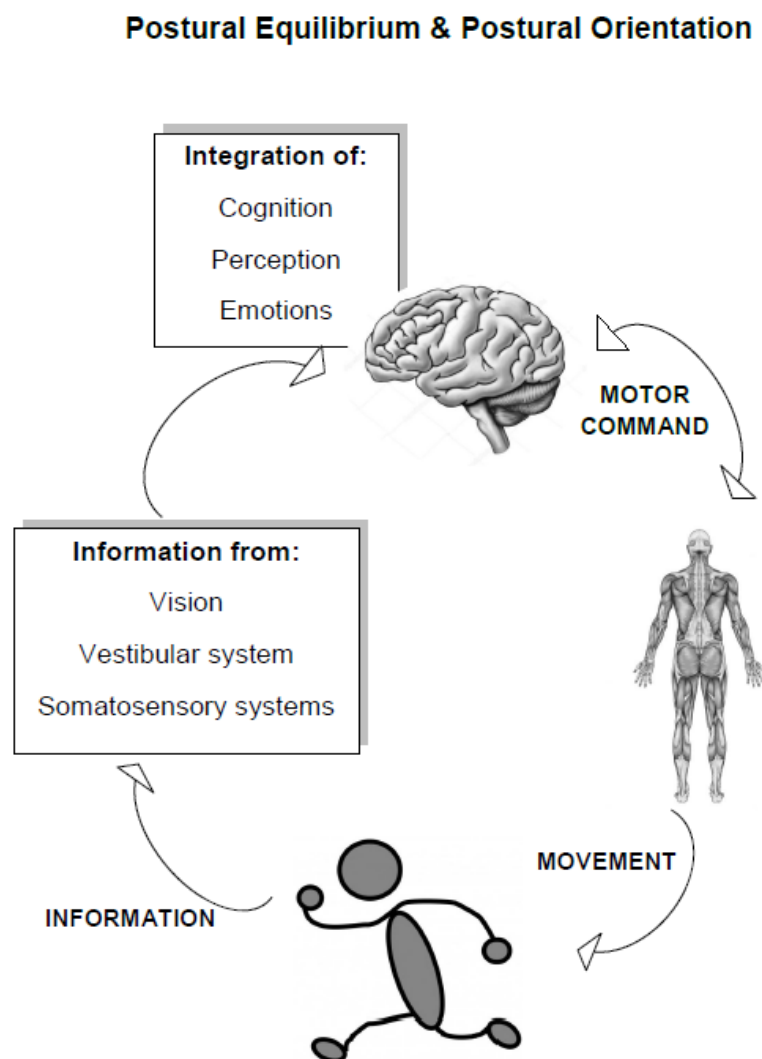 Postural Equilibrium & Postural Orientation
Integration of:
Cognition
Perception
Emotions
MOTOR
COMMAND
Information from:
Vision
Vestibular system
Somatosensory systems
MOVEMENT
INFORMATION